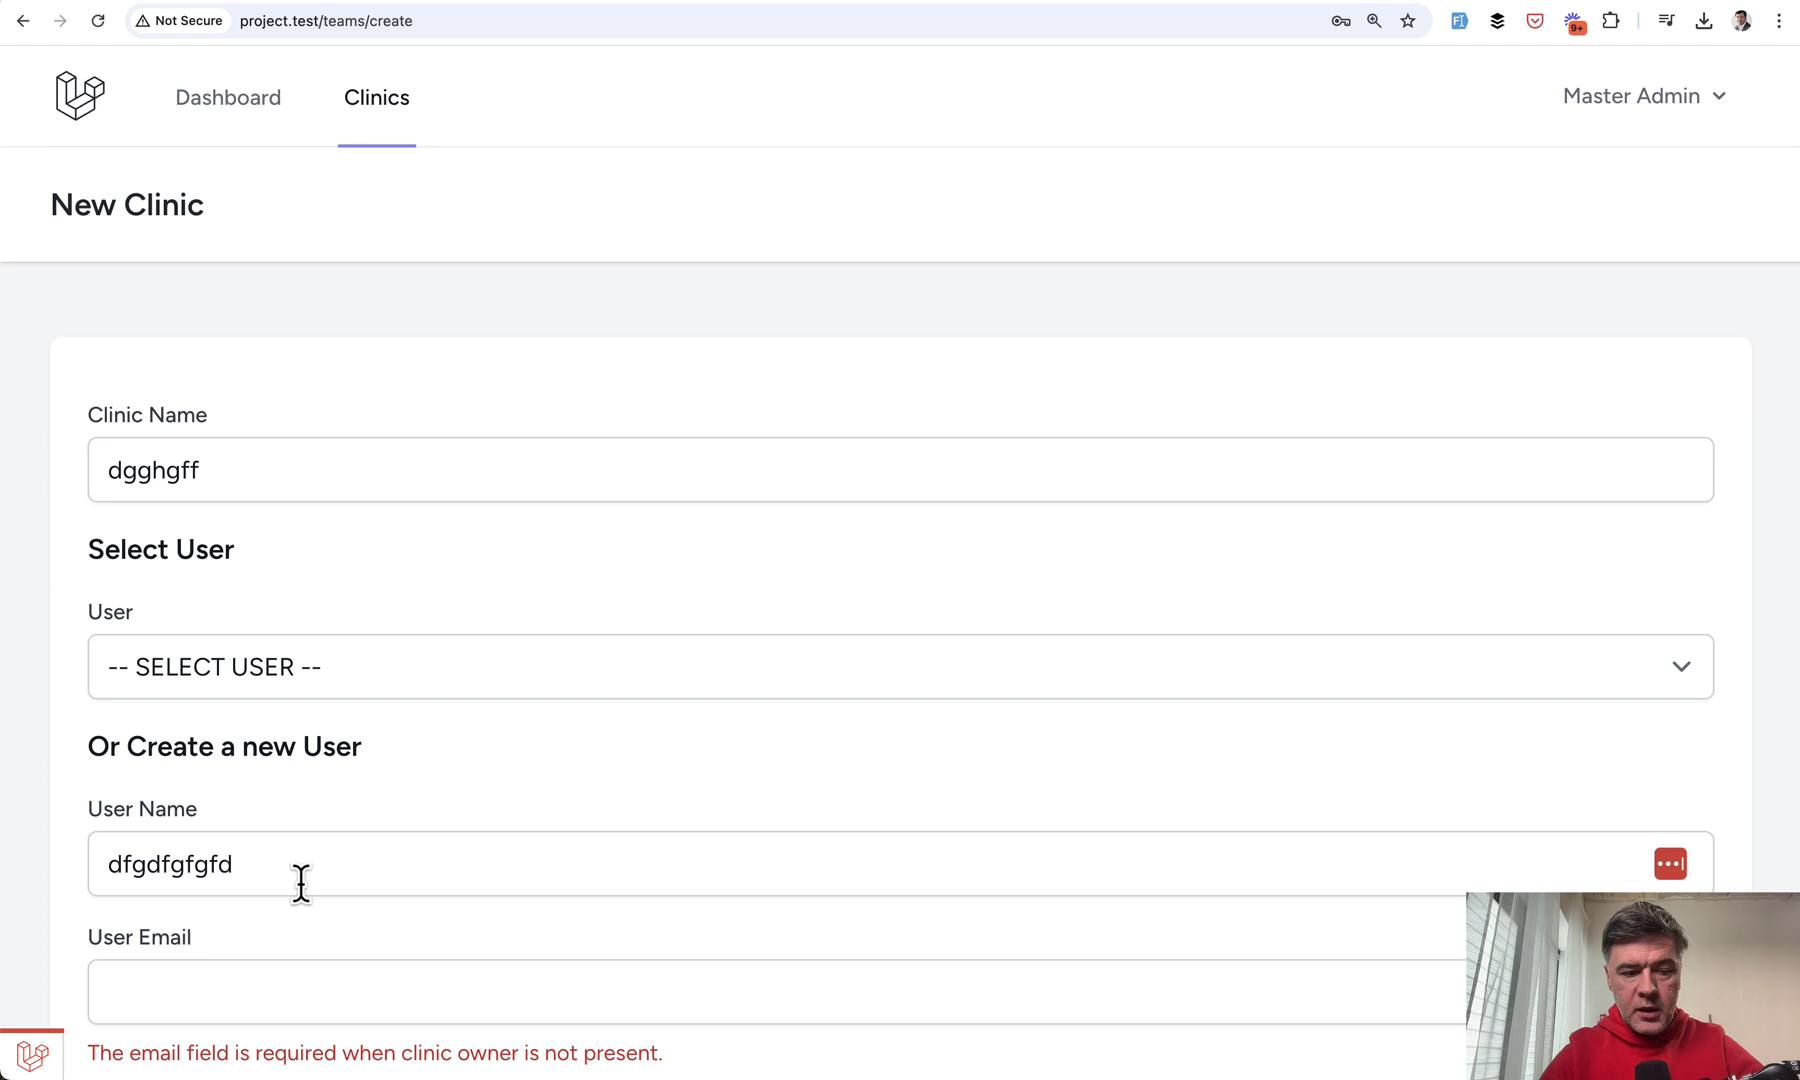 Not Secure project.test/teams/create
9+
Dashboard Clinics Master Admin
New Clinic
Clinic Name
dgghgff
Select User
User
-- SELECT USER --
Or Create a new User
User Name
dfgdfgfgfd
User Email
The email field is required when clinic owner is not present.